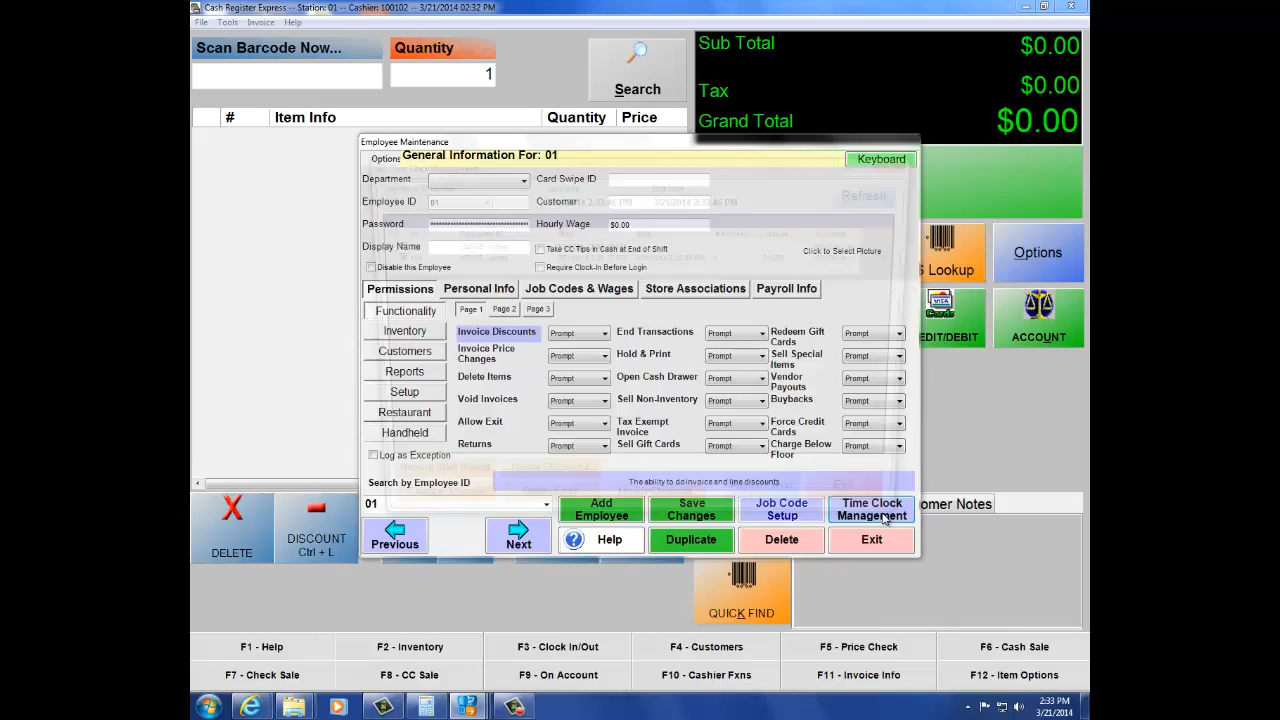 Cash Register Express -- Station: 01 -- Cashier: 100102 -- 3/21/2014 02:32 PM
File Tools Invoice Help
Scan Barcode Now...
Quantity
1
Search
Sub Total $0.00
Tax $0.00
Grand Total $0.00
# Item Info Quantity Price
Employee Maintenance
Options
General Information For: 01
Keyboard
Department
Card Swipe ID
Refresh
Employee ID 01
Customer
Password ********************************
Hourly Wage $0.00
Display Name
Take CC Tips in Cash at End of Shift
Click to Select Picture
Disable this Employee
Require Clock-In Before Login
Permissions Personal Info Job Codes & Wages Store Associations Payroll Info
Functionality
Inventory
Customers
Reports
Setup
Restaurant
Handheld
Page 1 Page 2 Page 3
Invoice Discounts Prompt End Transactions Prompt Redeem Gift Cards Prompt
Invoice Price Changes Prompt Hold & Print Prompt Sell Special Items Prompt
Delete Items Prompt Open Cash Drawer Prompt Vendor Payouts Prompt
Void Invoices Prompt Sell Non-Inventory Prompt Buybacks Prompt
Allow Exit Prompt Tax Exempt Invoice Prompt Force Credit Cards Prompt
Returns Prompt Sell Gift Cards Prompt Charge Below Floor Prompt
Log as Exception
Search by Employee ID
The ability to do invoice and line discounts.
01
Add Employee
Save Changes
Job Code Setup
Time Clock Management
Previous
Next
Help
Duplicate
Delete
Exit
Lookup
Options
Cards
EDIT/DEBIT
ACCOUNT
omer Notes
DELETE
DISCOUNT
Ctrl + L
QUICK FIND
F1 - Help F2 - Inventory F3 - Clock In/Out F4 - Customers F5 - Price Check F6 - Cash Sale
F7 - Check Sale F8 - CC Sale F9 - On Account F10 - Cashier Fxns F11 - Invoice Info F12 - Item Options
2:33 PM
3/21/2014